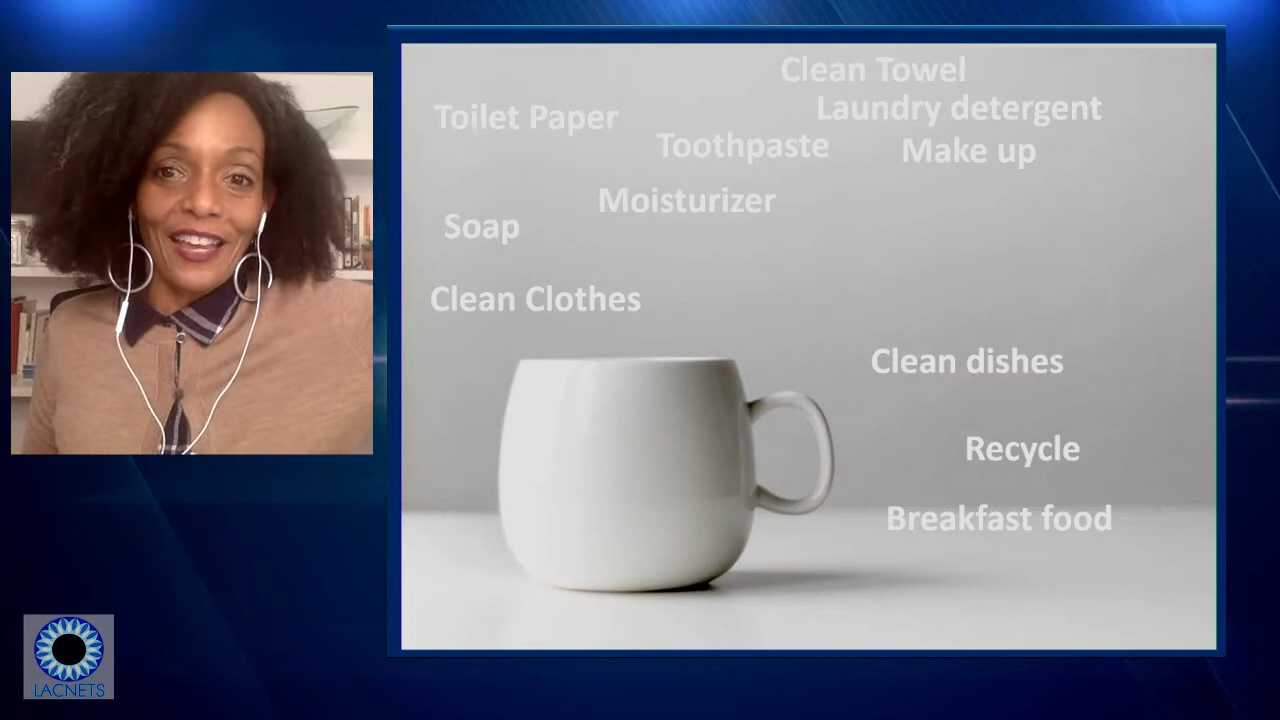 Clean Towel
Laundry detergent
Toilet Paper
Toothpaste
Make up
Moisturizer
Soap
Clean Clothes
Clean dishes
Recycle
Breakfast food
LACNETS